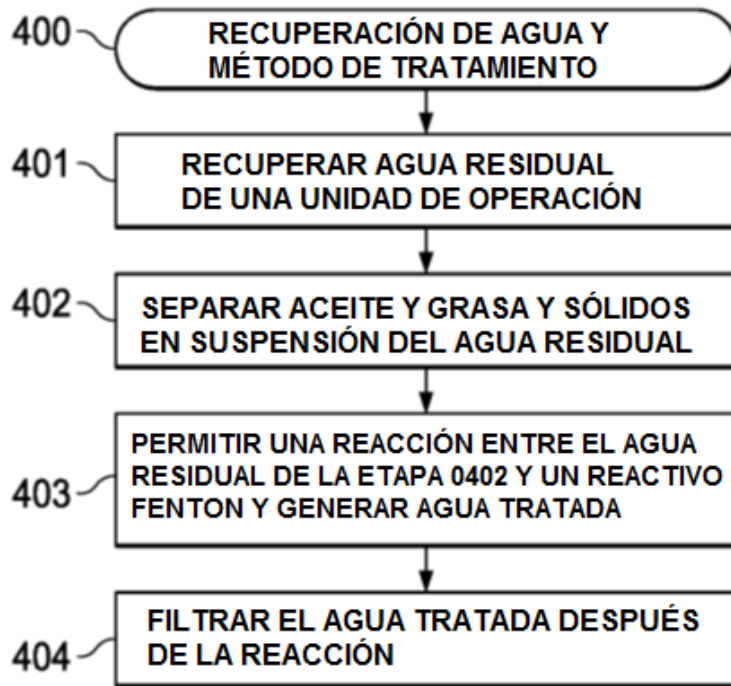 400
RECUPERACIÓN DE AGUA Y
MÉTODO DE TRATAMIENTO
401
RECUPERAR AGUA RESIDUAL
DE UNA UNIDAD DE OPERACIÓN
402
SEPARAR ACEITE Y GRASA Y SÓLIDOS
EN SUSPENSIÓN DEL AGUA RESIDUAL
403
PERMITIR UNA REACCIÓN ENTRE EL AGUA
RESIDUAL DE LA ETAPA 0402 Y UN REACTIVO
FENTON Y GENERAR AGUA TRATADA
404
FILTRAR EL AGUA TRATADA DESPUÉS
DE LA REACCIÓN